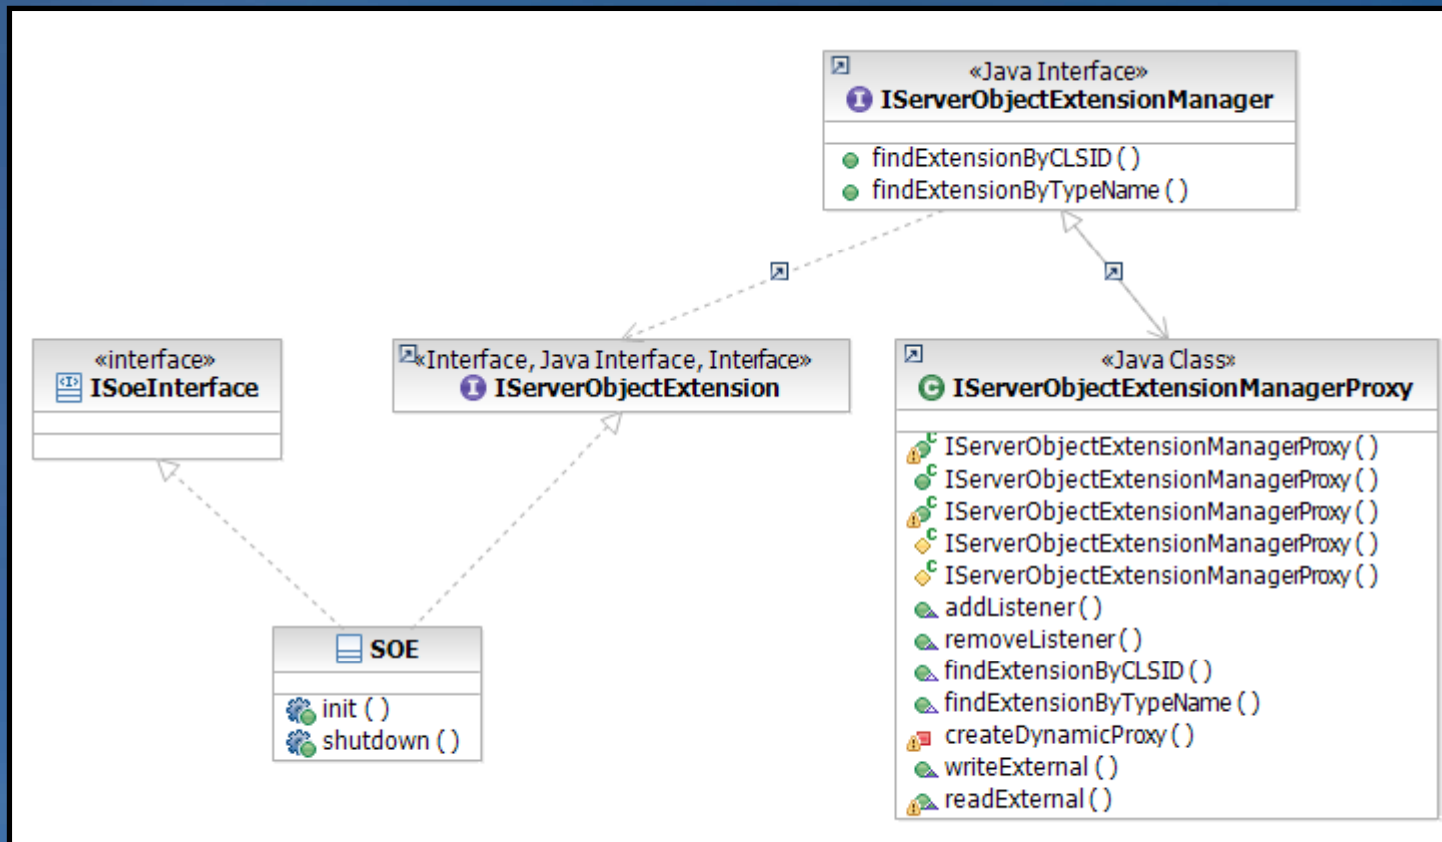 «Java Interface»
IServerObjectExtensionManager
findExtensionByCLSID ( )
findExtensionByTypeName ( )
«interface»
ISoeInterface
«Interface, Java Interface, Interface»
IServerObjectExtension
«Java Class»
IServerObjectExtensionManagerProxy
IServerObjectExtensionManagerProxy ( )
IServerObjectExtensionManagerProxy ( )
IServerObjectExtensionManagerProxy ( )
IServerObjectExtensionManagerProxy ( )
IServerObjectExtensionManagerProxy ( )
addListener ( )
removeListener ( )
findExtensionByCLSID ( )
findExtensionByTypeName ( )
createDynamicProxy ( )
writeExternal ( )
readExternal ( )
SOE
init ( )
shutdown ( )